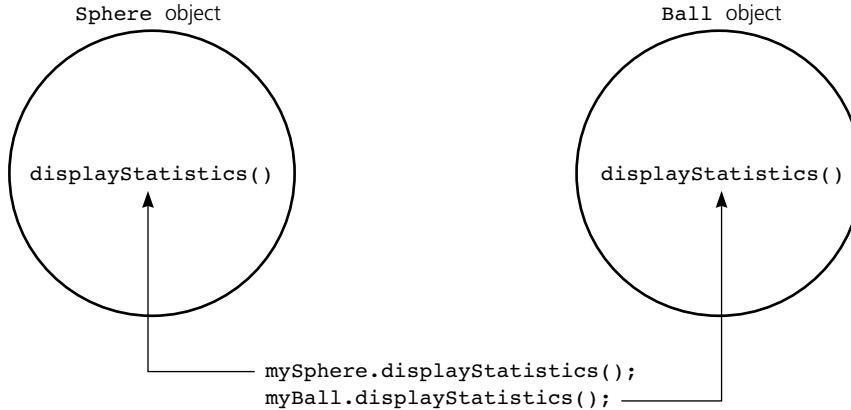 Sphere object
Ball object
displayStatistics()
displayStatistics()
mySphere.displayStatistics();
myBall.displayStatistics();